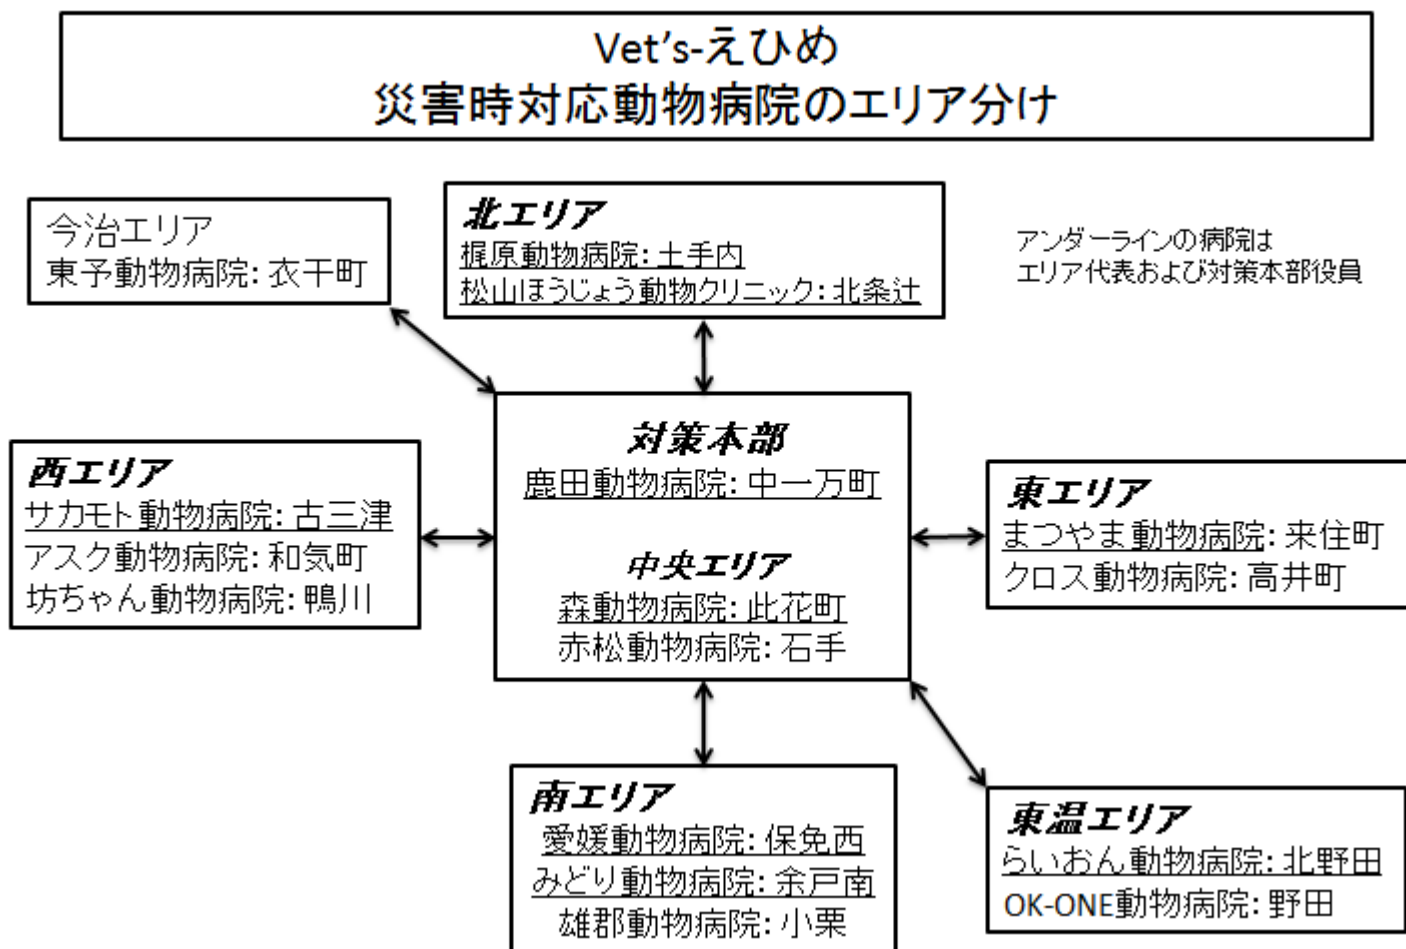 Vet's-えひめ
災害時対応動物病院のエリア分け
今治エリア
東予動物病院：衣干町
北エリア
梶原動物病院：土手内
松山ほうじょう動物クリニック：北条辻
アンダーラインの病院は
エリア代表および対策本部役員
対策本部
鹿田動物病院：中一万町
中央エリア
森動物病院：此花町
赤松動物病院：石手
西エリア
サカモト動物病院：古三津
アスク動物病院：和気町
坊ちゃん動物病院：鴨川
東エリア
まつやま動物病院：来住町
クロス動物病院：高井町
南エリア
愛媛動物病院：保免西
みどり動物病院：余戸南
雄郡動物病院：小栗
東温エリア
らいおん動物病院：北野田
OK-ONE動物病院：野田